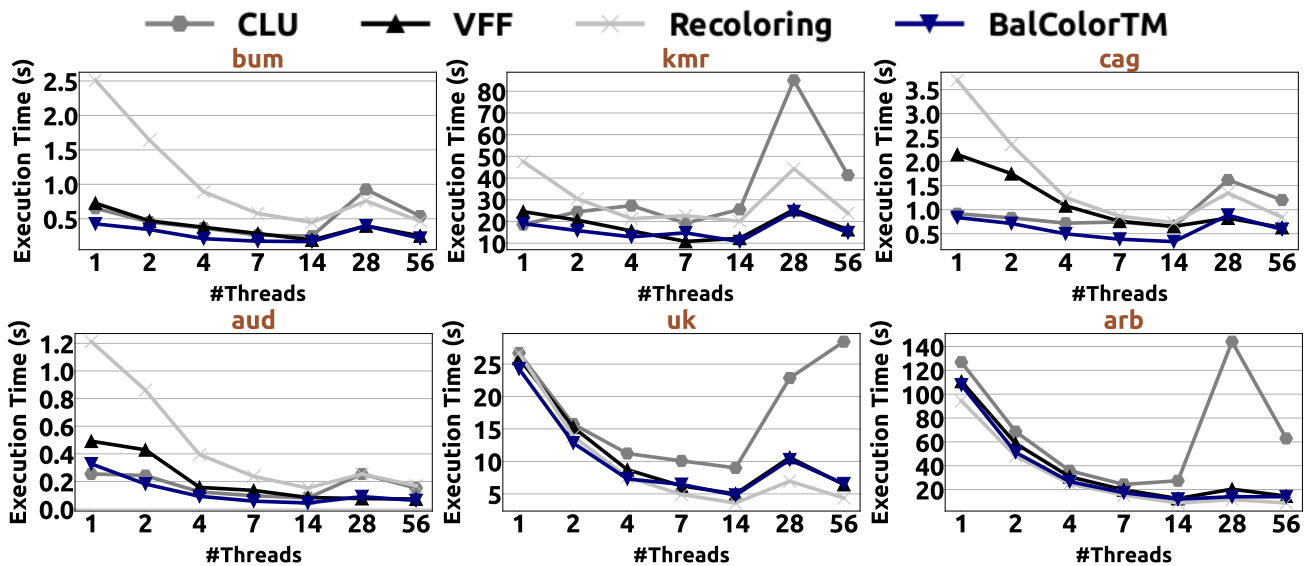 CLU VFF Recoloring BalColorTM
bum
Execution Time (s)
2.5
2.0
1.5
1.0
0.5
1 2 4 7 14 28 56
#Threads
kmr
Execution Time (s)
80
70
60
50
40
30
20
10
1 2 4 7 14 28 56
#Threads
cag
Execution Time (s)
3.5
3.0
2.5
2.0
1.5
1.0
0.5
1 2 4 7 14 28 56
#Threads
aud
Execution Time (s)
1.2
1.0
0.8
0.6
0.4
0.2
0.0
1 2 4 7 14 28 56
#Threads
uk
Execution Time (s)
25
20
15
10
5
1 2 4 7 14 28 56
#Threads
arb
Execution Time (s)
140
120
100
80
60
40
20
1 2 4 7 14 28 56
#Threads